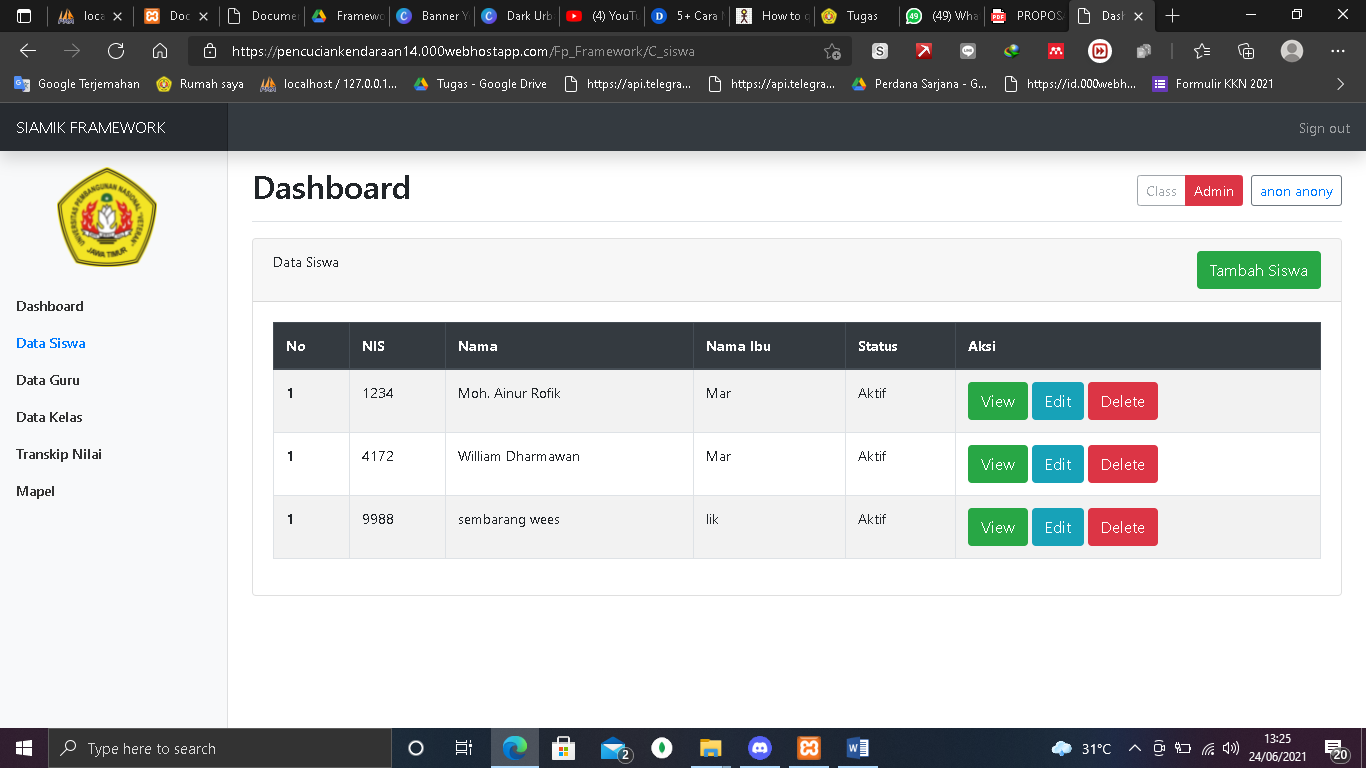 loca
Doc
Docume
Framewo
Banner Y
Dark Urb
(4) YouTu
5+ Cara M
How to q
Tugas
(49) Wha
PROPOSA
Dash
https://pencuciankendaraan14.000webhostapp.com/Fp_Framework/C_siswa
Google Terjemahan
Rumah saya
localhost / 127.0.0.1...
Tugas - Google Drive
https://api.telegra...
https://api.telegra...
Perdana Sarjana - G...
https://id.000webh...
Formulir KKN 2021
SIAMIK FRAMEWORK
Sign out
UNIVERSITAS PEMBANGUNAN NASIONAL "VETERAN"
JAWA TIMUR
Dashboard
Class Admin anon anony
Data Siswa
Tambah Siswa
Dashboard
Data Siswa
Data Guru
Data Kelas
Transkip Nilai
Mapel
No NIS Nama Nama Ibu Status Aksi
1 1234 Moh. Ainur Rofik Mar Aktif View Edit Delete
1 4172 William Dharmawan Mar Aktif View Edit Delete
1 9988 sembarang wees lik Aktif View Edit Delete
Type here to search
2
31°C
13:25
24/06/2021
20